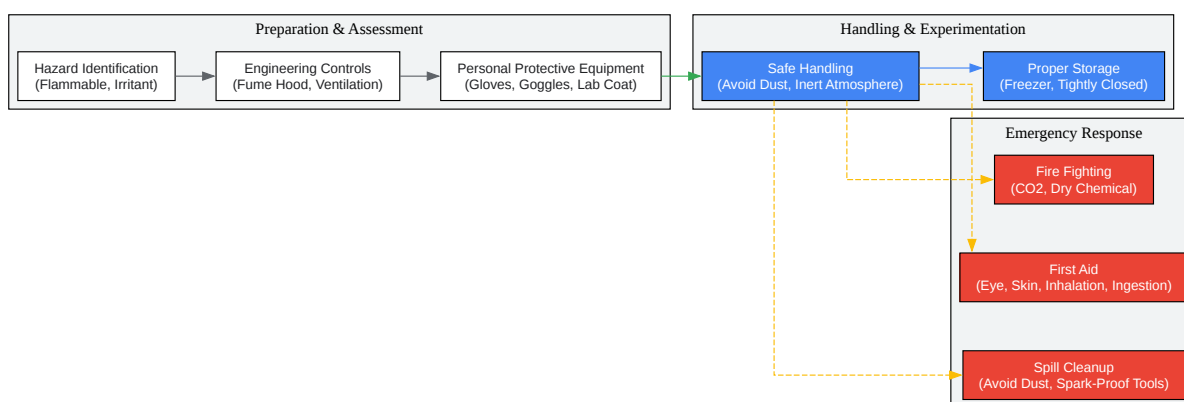 Preparation & Assessment
Hazard Identification
(Flammable, Irritant)
Engineering Controls
(Fume Hood, Ventilation)
Personal Protective Equipment
(Gloves, Goggles, Lab Coat)
Handling & Experimentation
Safe Handling
(Avoid Dust, Inert Atmosphere)
Proper Storage
(Freezer, Tightly Closed)
Emergency Response
Fire Fighting
(CO2, Dry Chemical)
First Aid
(Eye, Skin, Inhalation, Ingestion)
Spill Cleanup
(Avoid Dust, Spark-Proof Tools)